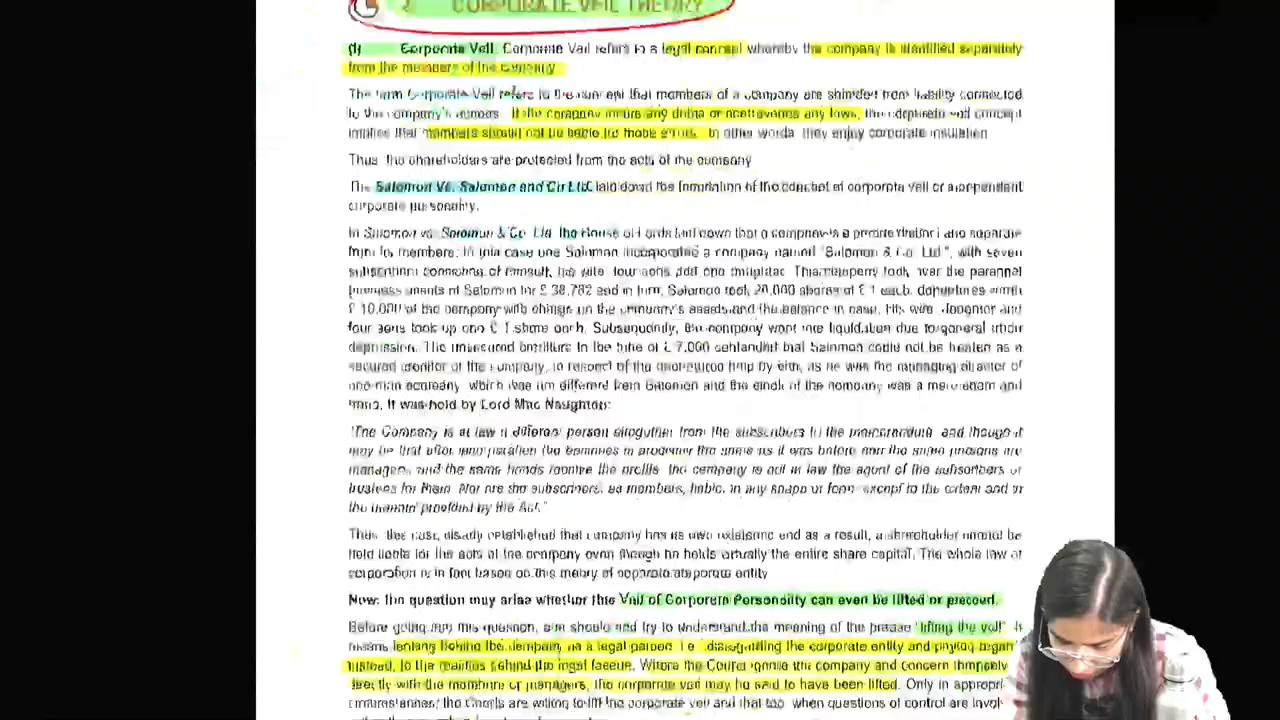 2 CORPORATE VEIL THEORY
(i) Corporate Veil: Corporate Veil refers to a legal concept whereby the company is identified separately
from the members of the company.
The term Corporate Veil refers to the concept that members of a company are shielded from liability connected
to the company's actions. If the company incurs any debts or contravenes any laws, the corporate veil concept
implies that members should not be liable for those errors. In other words, they enjoy corporate insulation.
Thus, the shareholders are protected from the acts of the company.
The Salomon Vs. Salomon and Co Ltd. laid down the foundation of the concept of corporate veil or independent
corporate personality.
In Salomon vs. Salomon & Co. Ltd. the House of Lords laid down that a company is a person distinct and separate
from its members. In this case one Salomon incorporated a company named "Salomon & Co. Ltd.", with seven
subscribers consisting of himself, his wife, four sons and one daughter. This company took over the personal
business assets of Salomon for £ 38,782 and in turn, Salomon took 20,000 shares of £ 1 each, debentures worth
£ 10,000 of the company with charge on the company's assets and the balance in cash. His wife, daughter and
four sons took up one £ 1 share each. Subsequently, the company went into liquidation due to general trade
depression. The unsecured creditors to the tune of £ 7,000 contended that Salomon could not be treated as a
secured creditor of the company, in respect of the debentures held by him, as he was the managing director of
one-man company, which was not different from Salomon and the cloak of the company was a mere sham and
fraud. It was held by Lord Mac Naughten:
"The Company is at law a different person altogether from the subscribers to the memorandum, and though it
may be that after incorporation the business is precisely the same as it was before and the same persons are
managers, and the same hands receive the profits, the company is not in law the agent of the subscribers or
trustees for them. Nor are the subscribers, as members, liable, in any shape or form, except to the extent and in
the manner provided by the Act."
Thus, this case clearly established that company has its own existence and as a result, a shareholder cannot be
held liable for the acts of the company even though he holds virtually the entire share capital. The whole law of
corporation is in fact based on this theory of separate corporate entity.
Now, the question may arise whether this Veil of Corporate Personality can even be lifted or pierced.
Before going into this question, one should first try to understand the meaning of the phrase "lifting the veil". It
means looking behind the company as a legal person, i.e., disregarding the corporate entity and paying regard,
instead, to the realities behind the legal facade. Where the Courts ignore the company and concern themselves
directly with the members or managers, the corporate veil may be said to have been lifted. Only in appropri
circumstances, the Courts are willing to lift the corporate veil and that too, when questions of control are invol